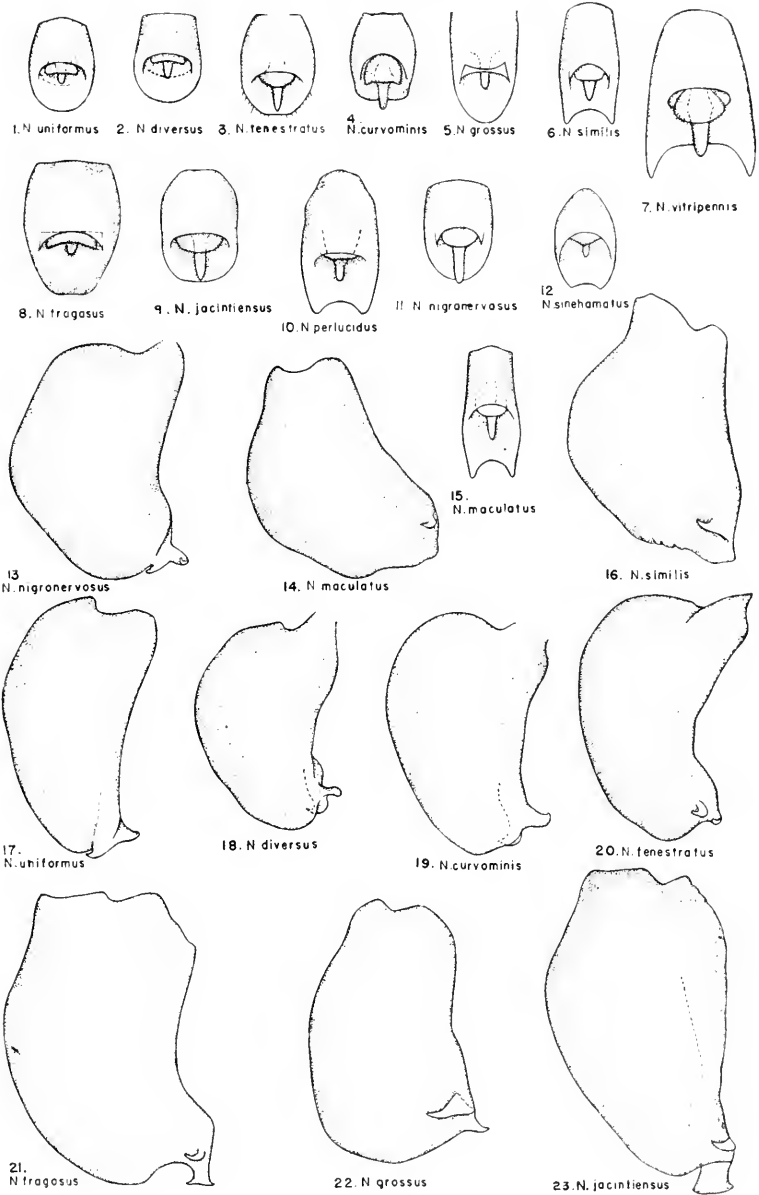 1. N uniformus
2. N diversus
3. N. fenestratus
4.
N. curvominis
5. N grossus
6. N similis
7. N. vitripennis
8. N fragosus
9. N. jacintiensus
10. N perlucidus
11 N nigronervosus
12
N. sinehamatus
13
N. nigronervosus
14. N maculatus
15.
N. maculatus
16. N. similis
17.
N. uniformus
18. N diversus
19. N. curvominis
20. N. fenestratus
21.
N fragosus
22. N grossus
23. N. jacintiensus